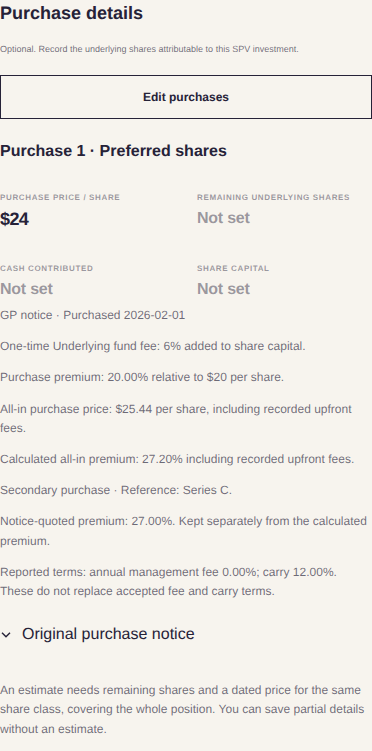 Purchase details
Optional. Record the underlying shares attributable to this SPV investment.
Edit purchases
Purchase 1 · Preferred shares
PURCHASE PRICE / SHARE
$24
REMAINING UNDERLYING SHARES
Not set
CASH CONTRIBUTED
Not set
SHARE CAPITAL
Not set
GP notice · Purchased 2026-02-01
One-time Underlying fund fee: 6% added to share capital.
Purchase premium: 20.00% relative to $20 per share.
All-in purchase price: $25.44 per share, including recorded upfront
fees.
Calculated all-in premium: 27.20% including recorded upfront fees.
Secondary purchase · Reference: Series C.
Notice-quoted premium: 27.00%. Kept separately from the calculated
premium.
Reported terms: annual management fee 0.00%; carry 12.00%.
These do not replace accepted fee and carry terms.
Original purchase notice
An estimate needs remaining shares and a dated price for the same
share class, covering the whole position. You can save partial details
without an estimate.